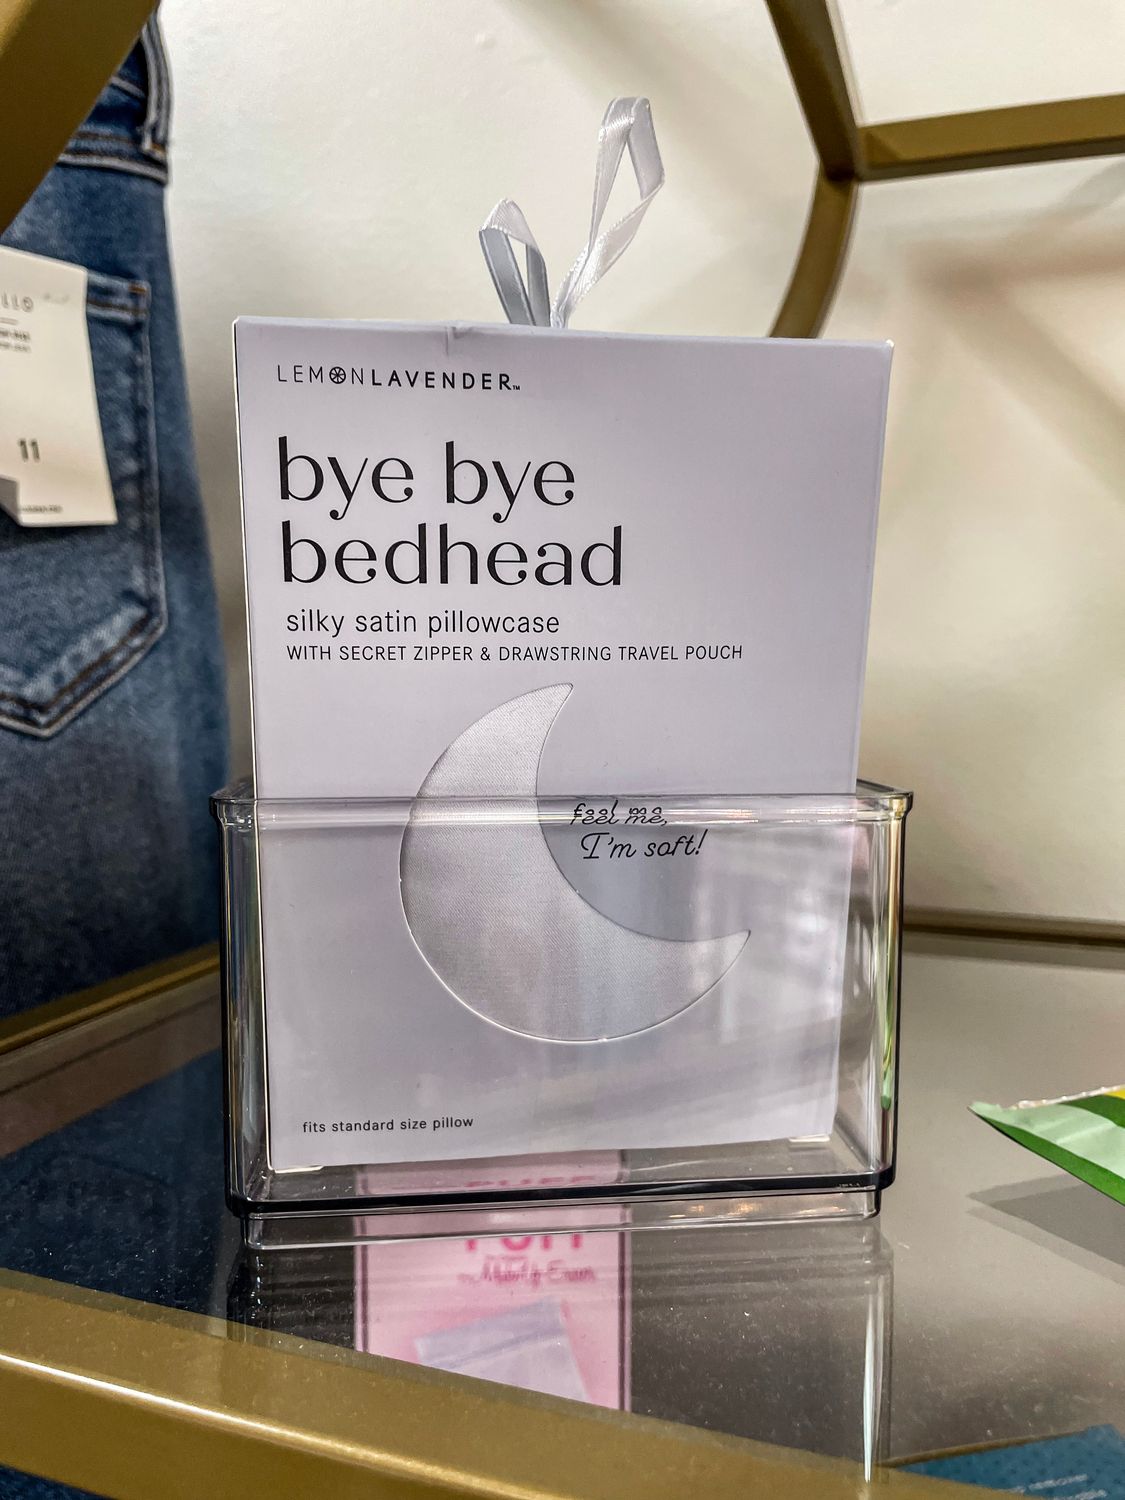 LEMONLAVENDER™
bye bye
bedhead
silky satin pillowcase
WITH SECRET ZIPPER & DRAWSTRING TRAVEL POUCH
feel me,
I'm soft!
fits standard size pillow
11